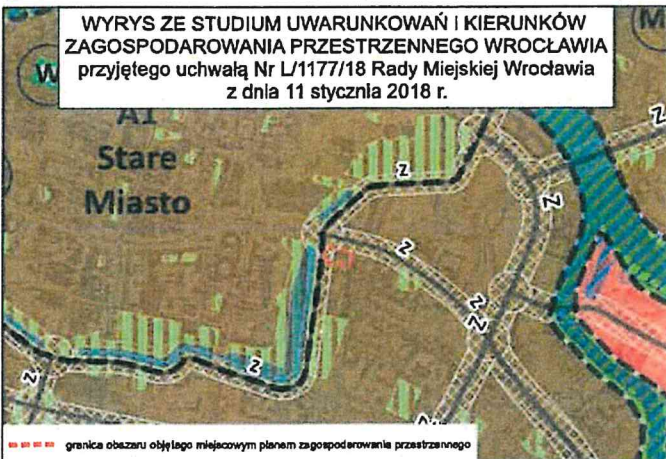 WYRYS ZE STUDIUM UWARUNKOWAŃ I KIERUNKÓW
ZAGOSPODAROWANIA PRZESTRZENNEGO WROCŁAWIA
przyjętego uchwałą Nr L/1177/18 Rady Miejskiej Wrocławia
z dnia 11 stycznia 2018 r.
W
M
A1
Stare
Miasto
Z
Z
Z
Z
Z
Z
Z
Z
Z
granica obszaru objętego miejscowym planem zagospodarowania przestrzennego